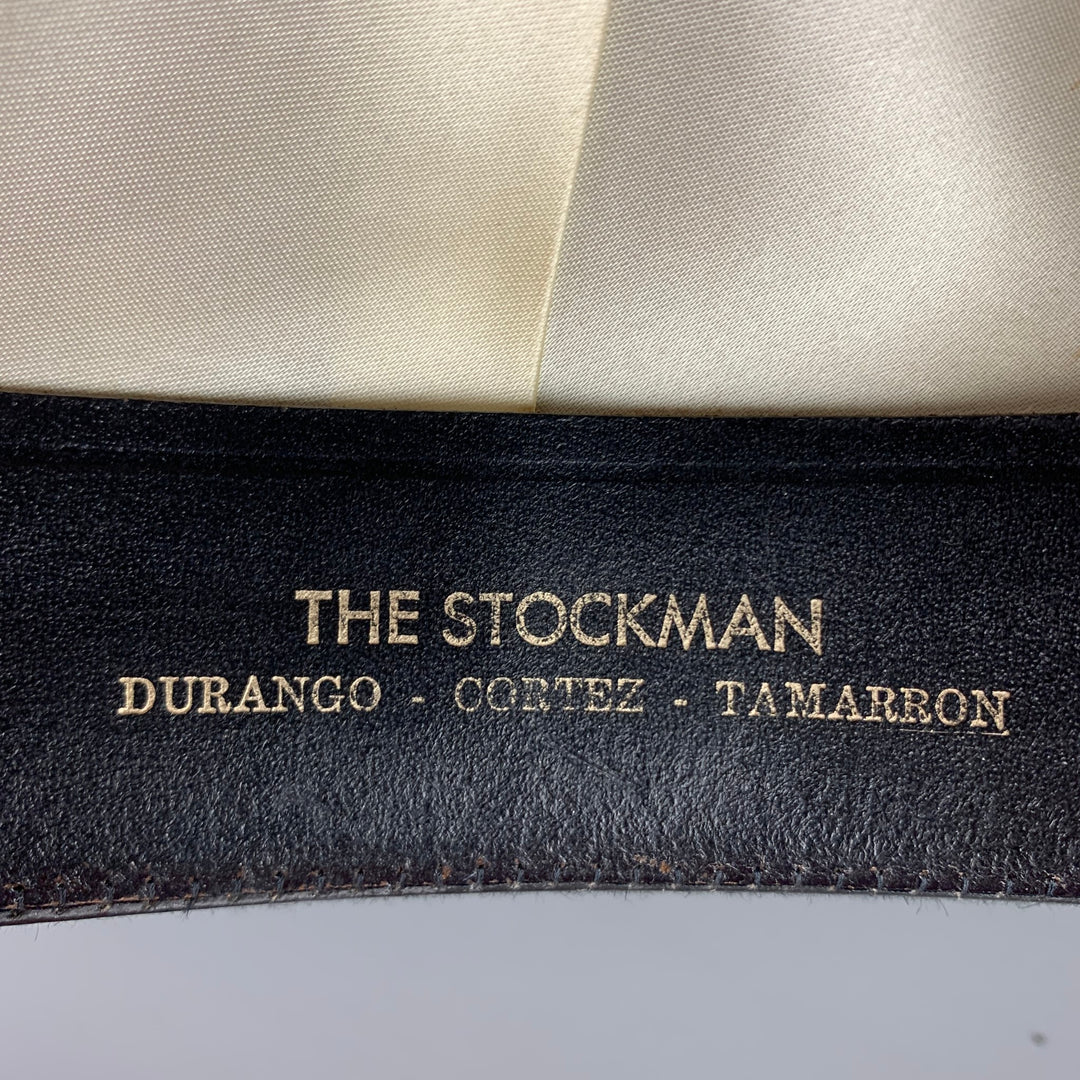 THE STOCKMAN
DURANGO - CORTEZ - TAMARRON